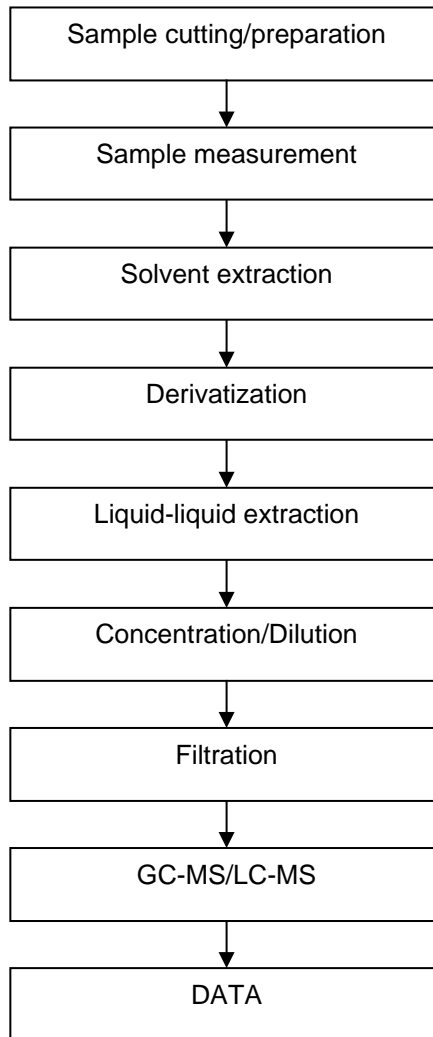 Sample cutting/preparation
Sample measurement
Solvent extraction
Derivatization
Liquid-liquid extraction
Concentration/Dilution
Filtration
GC-MS/LC-MS
DATA